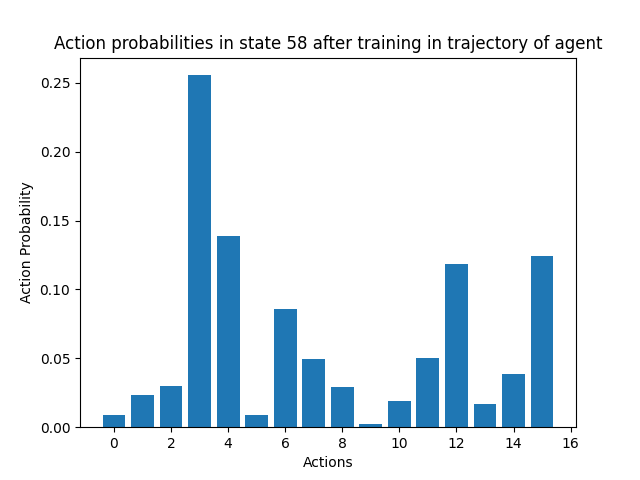 Action probabilities in state 58 after training in trajectory of agent
0.25
0.20
0.15
0.10
0.05
0.00
Action Probability
0 2 4 6 8 10 12 14 16
Actions